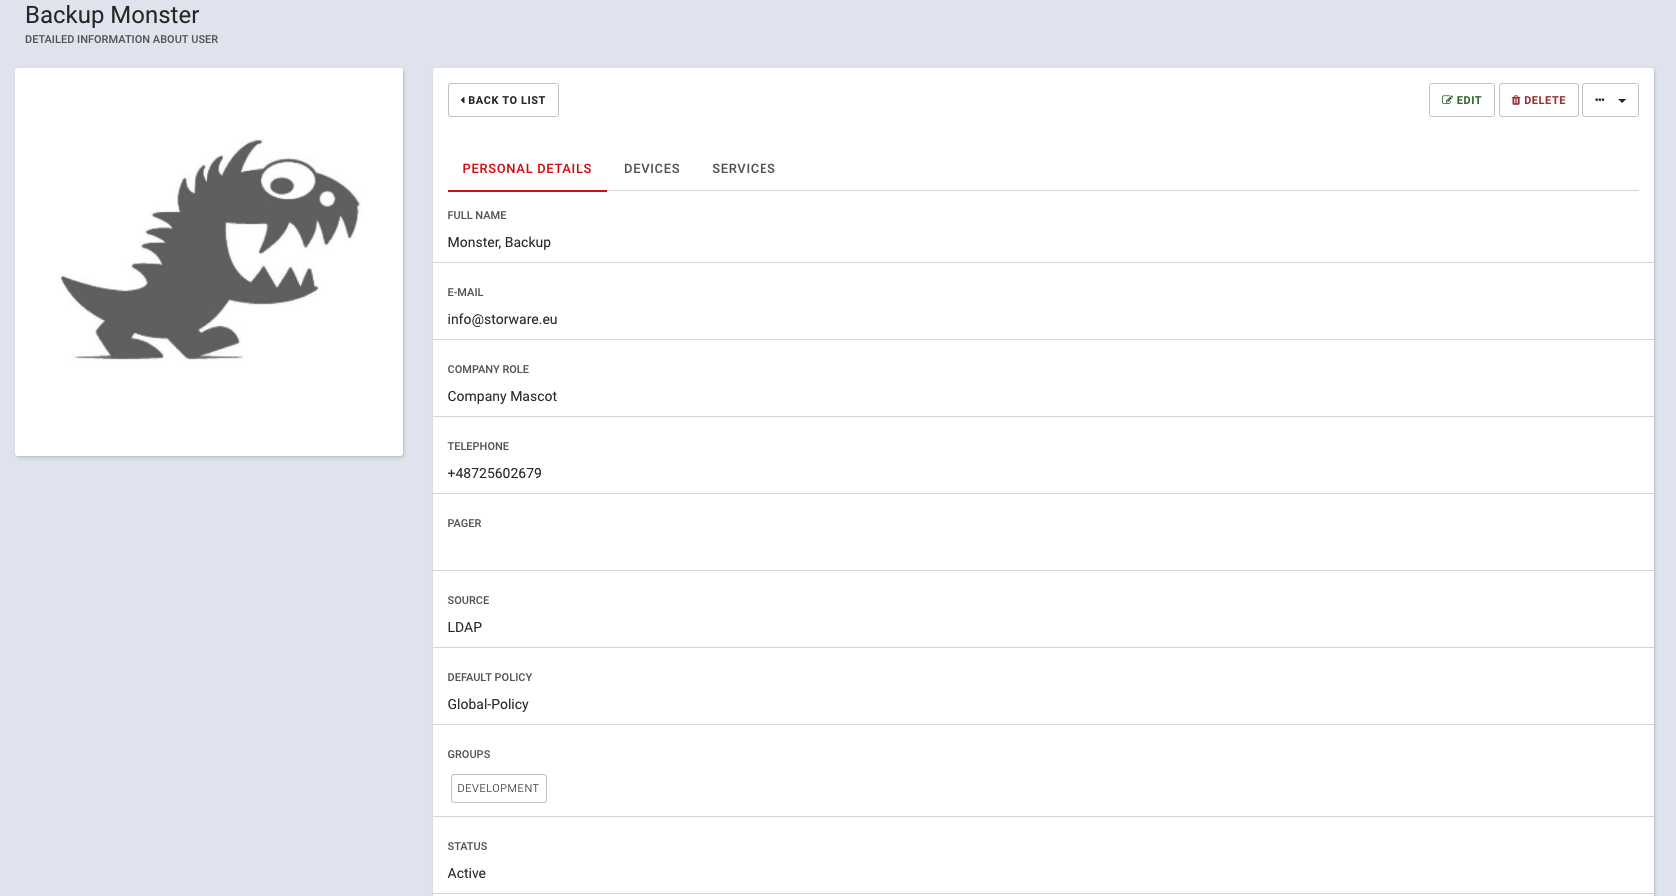 Backup Monster
DETAILED INFORMATION ABOUT USER
BACK TO LIST
EDIT
DELETE
PERSONAL DETAILS
DEVICES
SERVICES
FULL NAME
Monster, Backup
E-MAIL
info@storware.eu
COMPANY ROLE
Company Mascot
TELEPHONE
+48725602679
PAGER
SOURCE
LDAP
DEFAULT POLICY
Global-Policy
GROUPS
DEVELOPMENT
STATUS
Active